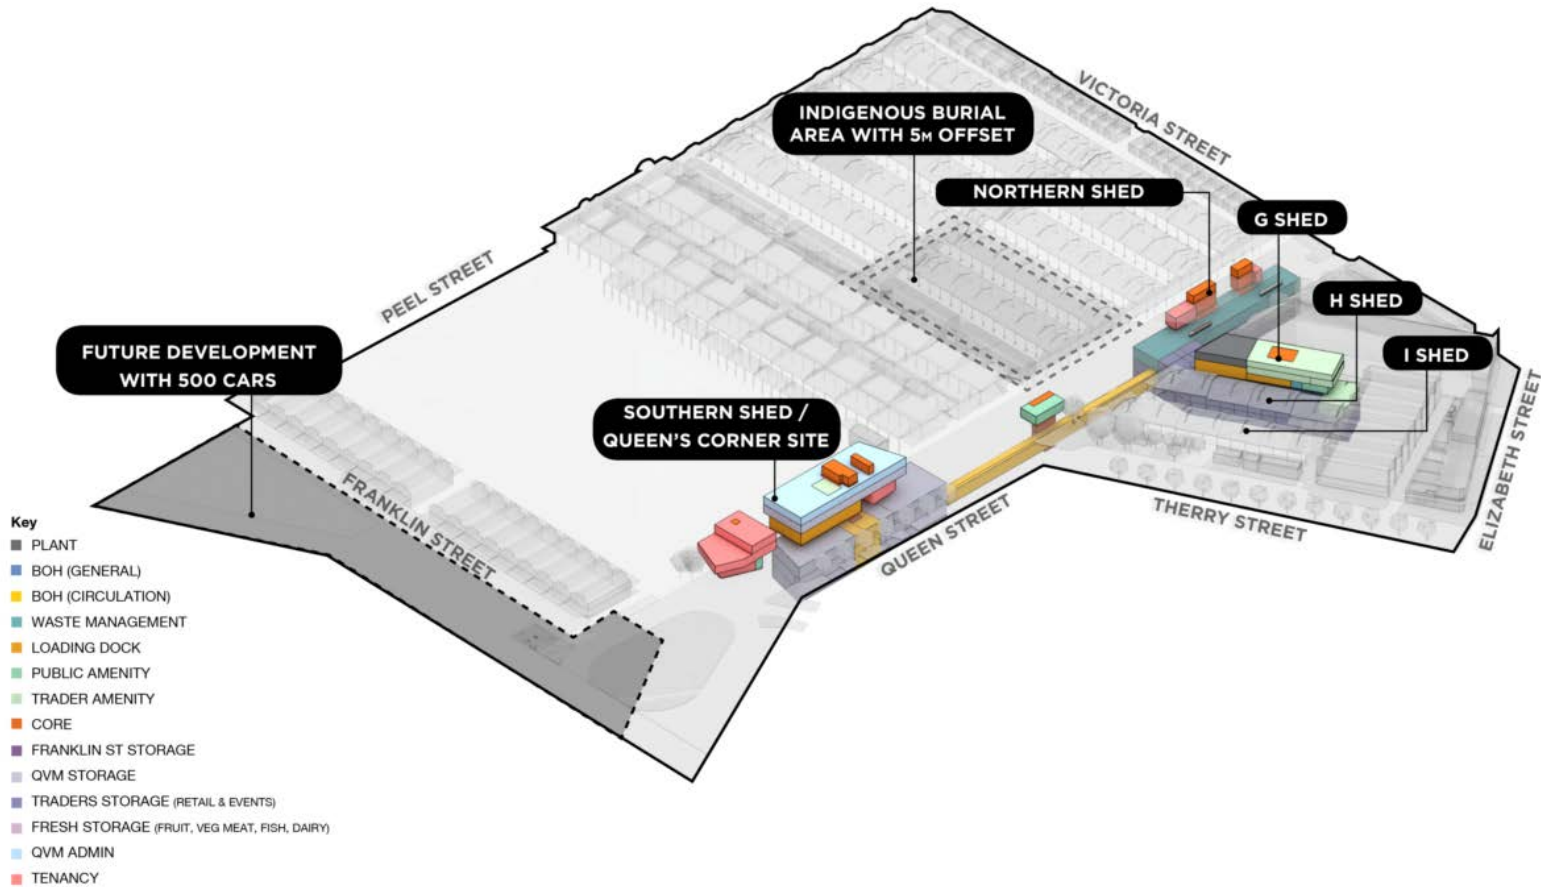 VICTORIA STREET
INDIGENOUS BURIAL
AREA WITH 5M OFFSET
NORTHERN SHED
G SHED
PEEL STREET
H SHED
FUTURE DEVELOPMENT
WITH 500 CARS
I SHED
SOUTHERN SHED /
QUEEN'S CORNER SITE
ELIZABETH STREET
FRANKLIN STREET
QUEEN STREET
THERRY STREET
Key
PLANT
BOH (GENERAL)
BOH (CIRCULATION)
WASTE MANAGEMENT
LOADING DOCK
PUBLIC AMENITY
TRADER AMENITY
CORE
FRANKLIN ST STORAGE
QVM STORAGE
TRADERS STORAGE (RETAIL & EVENTS)
FRESH STORAGE (FRUIT, VEG MEAT, FISH, DAIRY)
QVM ADMIN
TENANCY